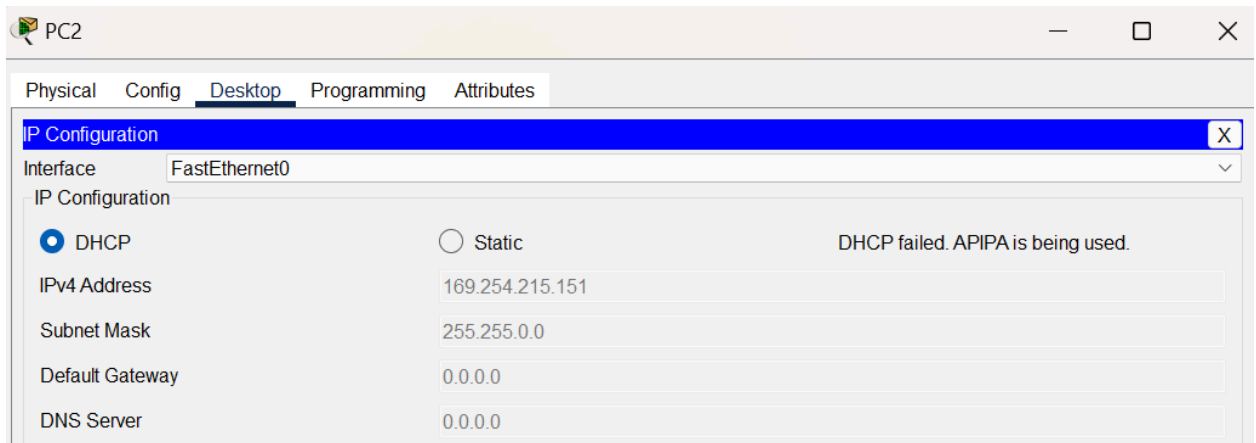 PC2
Physical Config Desktop Programming Attributes
IP Configuration X
Interface FastEthernet0
IP Configuration
DHCP Static DHCP failed. APIPA is being used.
IPv4 Address 169.254.215.151
Subnet Mask 255.255.0.0
Default Gateway 0.0.0.0
DNS Server 0.0.0.0